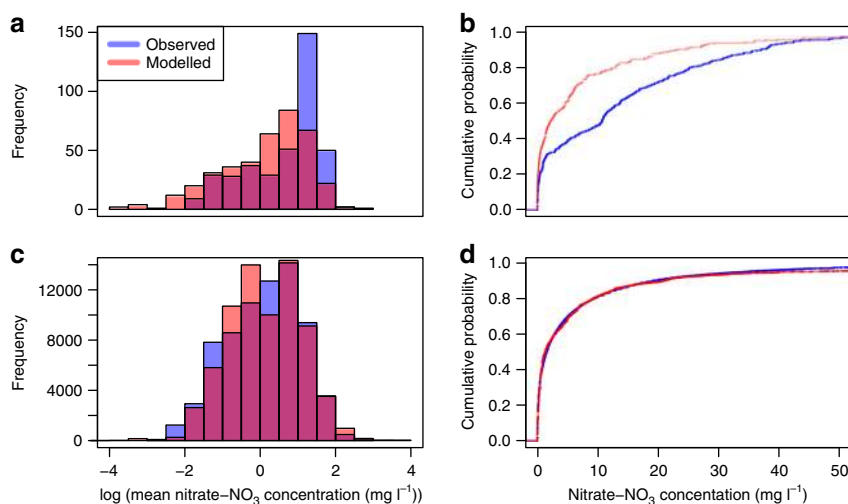 a
150
100
50
0
Frequency
Observed
Modelled
b
1.0
0.8
0.6
0.4
0.2
0.0
Cumulative probability
c
12000
8000
4000
0
Frequency
−4
−2
0
2
4
log (mean nitrate−NO₃ concentration (mg l⁻¹))
d
1.0
0.8
0.6
0.4
0.2
0.0
Cumulative probability
0
10
20
30
40
50
Nitrate−NO₃ concentation (mg l⁻¹)